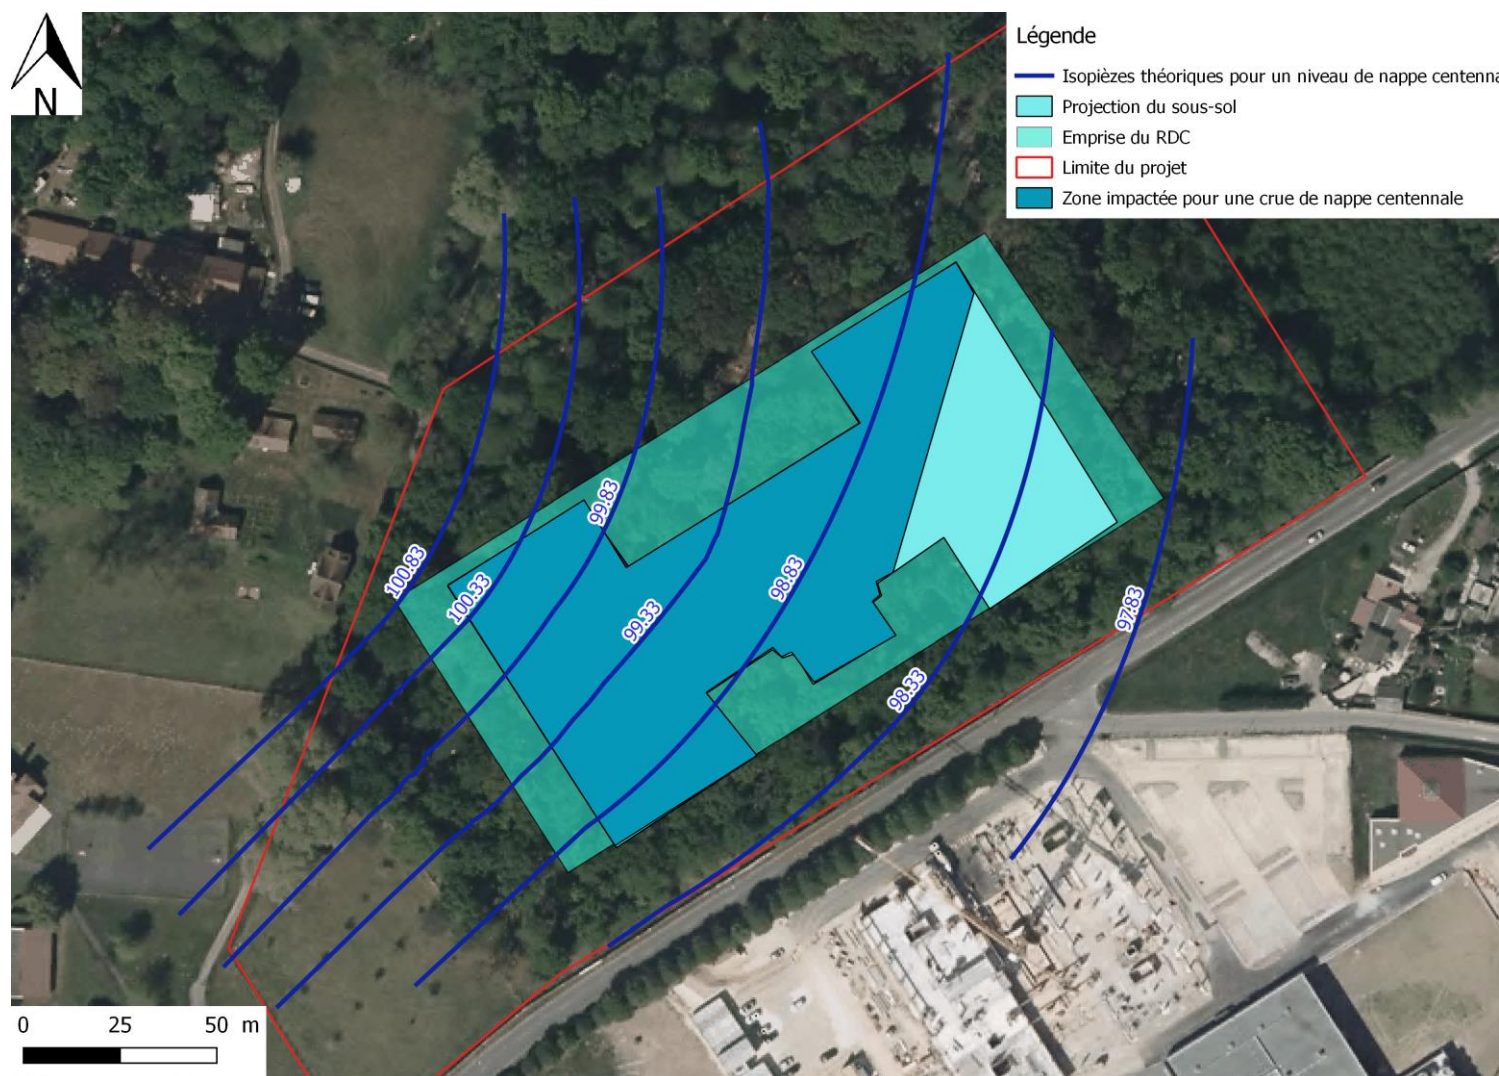 N
Légende
Isopièzes théoriques pour un niveau de nappe
Projection du sous-sol
Emprise du RDC
Limite du projet
Zone impactée pour une crue de nappe centennale
99.83
100.83
100.33
98.83
99.33
97.83
98.33
0 25 50 m